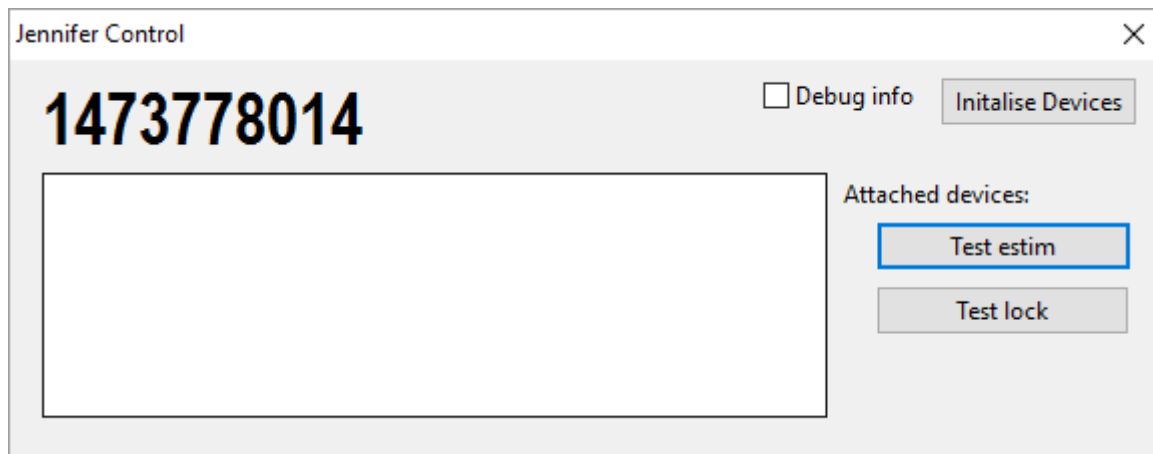 Jennifer Control
1473778014
Debug info
Initalise Devices
Attached devices:
Test estim
Test lock